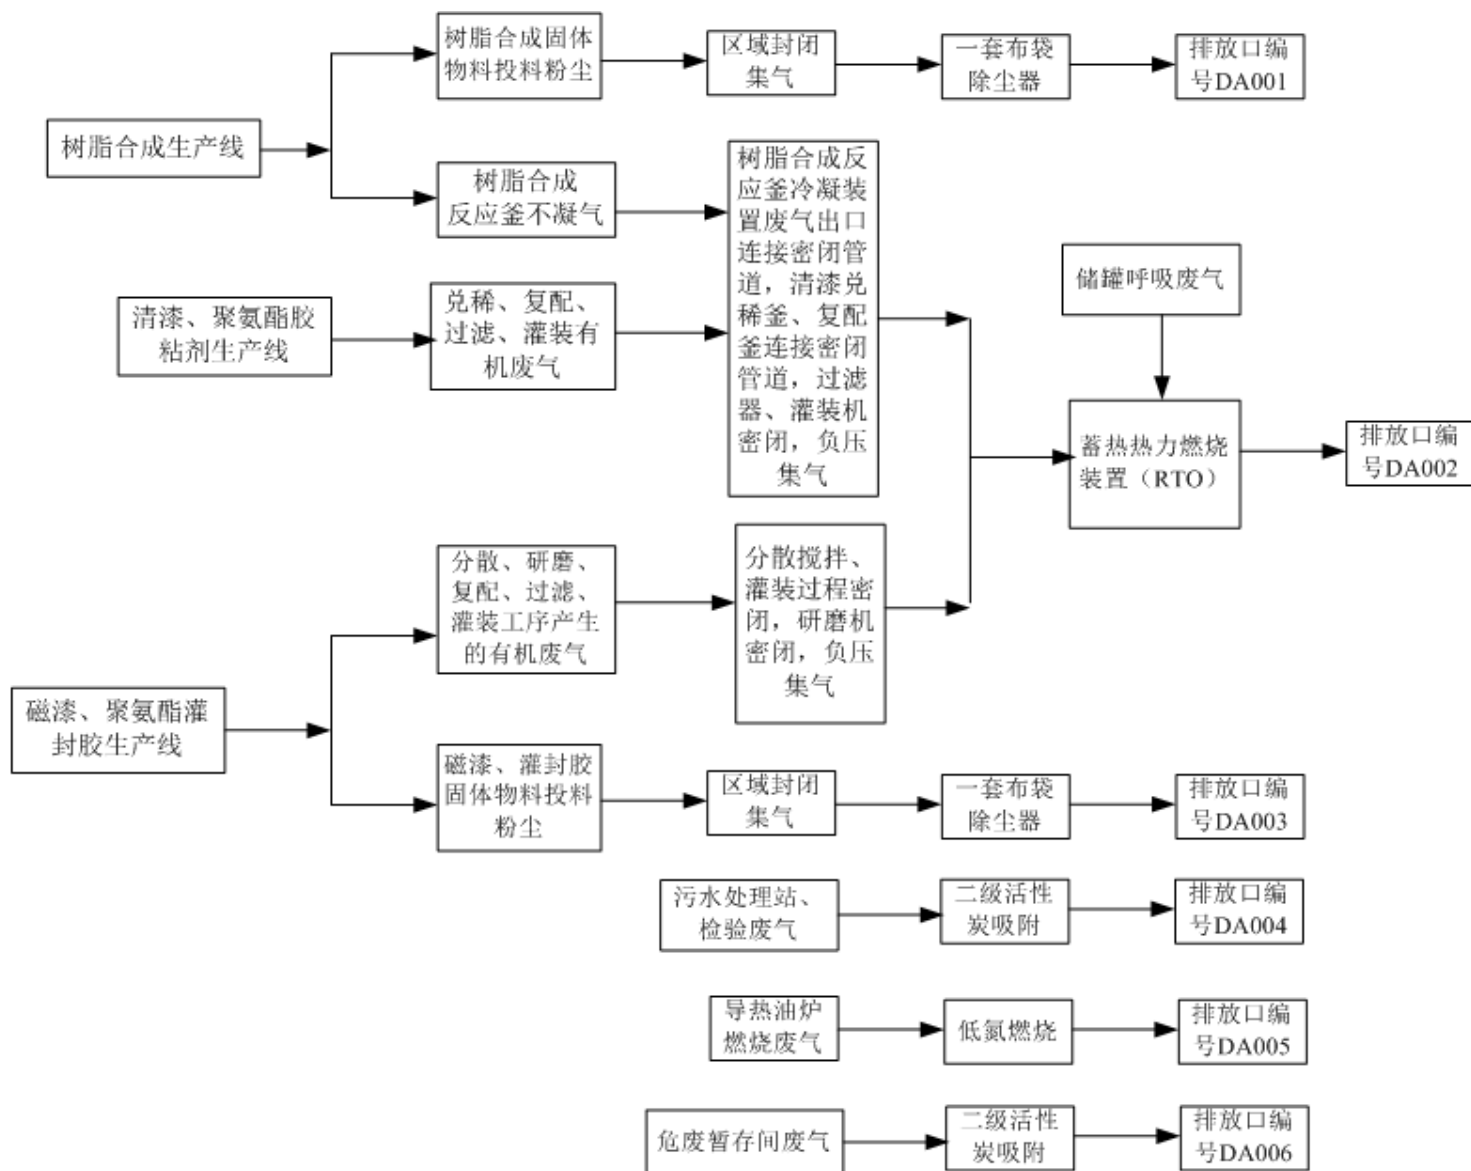 树脂合成固体
物料投料粉尘
区域封闭
集气
一套布袋
除尘器
排放口编
号DA001
树脂合成生产线
树脂合成
反应釜不凝气
树脂合成反
应釜冷凝装
置废气出口
连接密闭管
道，清漆兑
稀釜、复配
釜连接密闭
管道，过滤
器、灌装机
密闭，负压
集气
储罐呼吸废气
清漆、聚氨酯胶
粘剂生产线
兑稀、复配、
过滤、灌装有
机废气
蓄热热力燃烧
装置（RTO）
排放口编
号DA002
分散、研磨、
复配、过滤、
灌装工序产生
的有机废气
分散搅拌、
灌装过程密
闭，研磨机
密闭，负压
集气
磁漆、聚氨酯灌
封胶生产线
磁漆、灌封胶
固体物料投料
粉尘
区域封闭
集气
一套布袋
除尘器
排放口编
号DA003
污水处理站、
检验废气
二级活性
炭吸附
排放口编
号DA004
导热油炉
燃烧废气
低氮燃烧
排放口编
号DA005
危废暂存间废气
二级活性
炭吸附
排放口编
号DA006